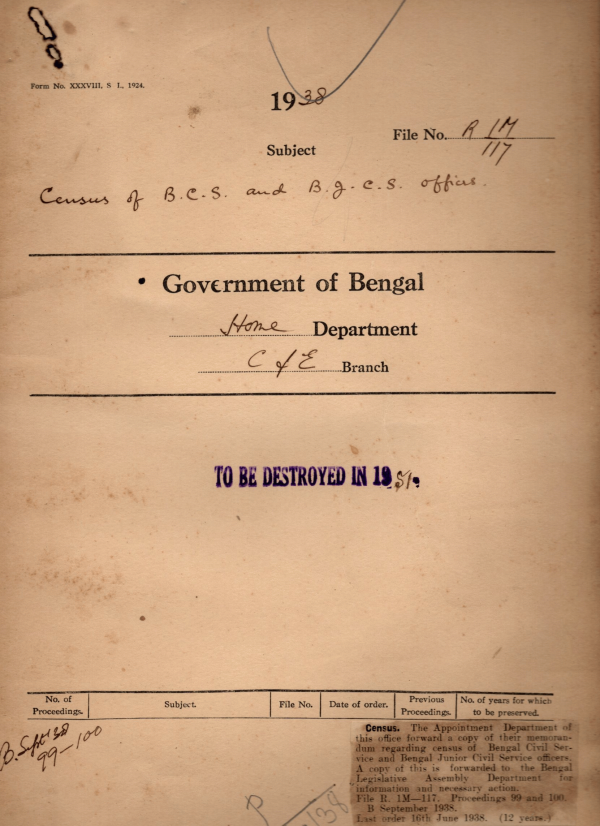 Form No. XXXVIII, S I., 1924.
1938
File No. R 1M
117
Subject
Census of B.C.S. and B.J.C.S. officers.
Government of Bengal
Home Department
C & E Branch
TO BE DESTROYED IN 1951.
No. of Proceedings. Subject. File No. Date of order. Previous Proceedings. No. of years for which to be preserved.
B. Sept 138
99-100
Census. The Appointment Department of
this office forward a copy of their memoran-
dum regarding census of Bengal Civil Ser-
vice and Bengal Junior Civil Service officers.
A copy of this is forwarded to the Bengal
Legislative Assembly Department for
information and necessary action.
File R. 1M—117. Proceedings 99 and 100.
B September 1938.
Last order 16th June 1938. (12 years.)
P
138